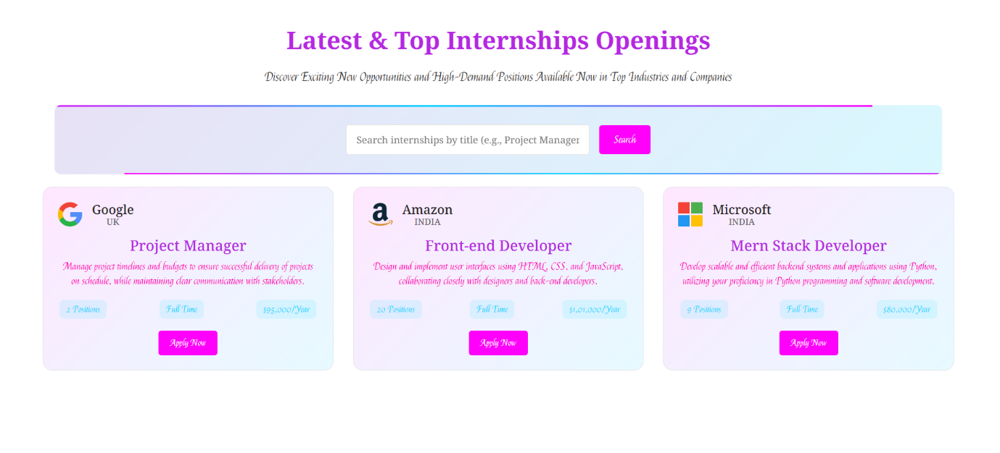 Latest & Top Internships Openings
Discover Exciting New Opportunities and High-Demand Positions Available Now in Top Industries and Companies
Search internships by title (e.g., Project Manager
Search
Google
UK
Project Manager
Manage project timelines and budgets to ensure successful delivery of projects
on schedule, while maintaining clear communication with stakeholders.
2 Positions
Full Time
$95,000/Year
Apply Now
Amazon
INDIA
Front-end Developer
Design and implement user interfaces using HTML, CSS, and JavaScript,
collaborating closely with designers and back-end developers.
20 Positions
Full Time
$1,01,000/Year
Apply Now
Microsoft
INDIA
Mern Stack Developer
Develop scalable and efficient backend systems and applications using Python,
utilizing your proficiency in Python programming and software development.
9 Positions
Full Time
$80,000/Year
Apply Now